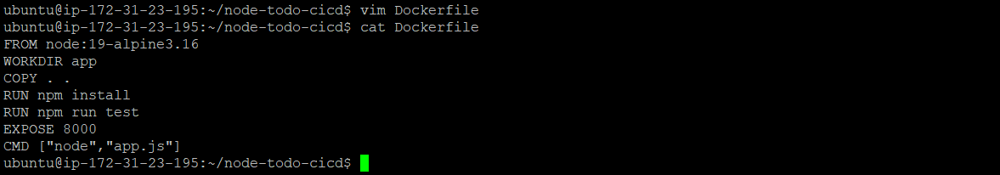 ubuntu@ip-172-31-23-195:~/node-todo-cicd$ vim Dockerfile
ubuntu@ip-172-31-23-195:~/node-todo-cicd$ cat Dockerfile
FROM node:19-alpine3.16
WORKDIR app
COPY . .
RUN npm install
RUN npm run test
EXPOSE 8000
CMD ["node","app.js"]
ubuntu@ip-172-31-23-195:~/node-todo-cicd$